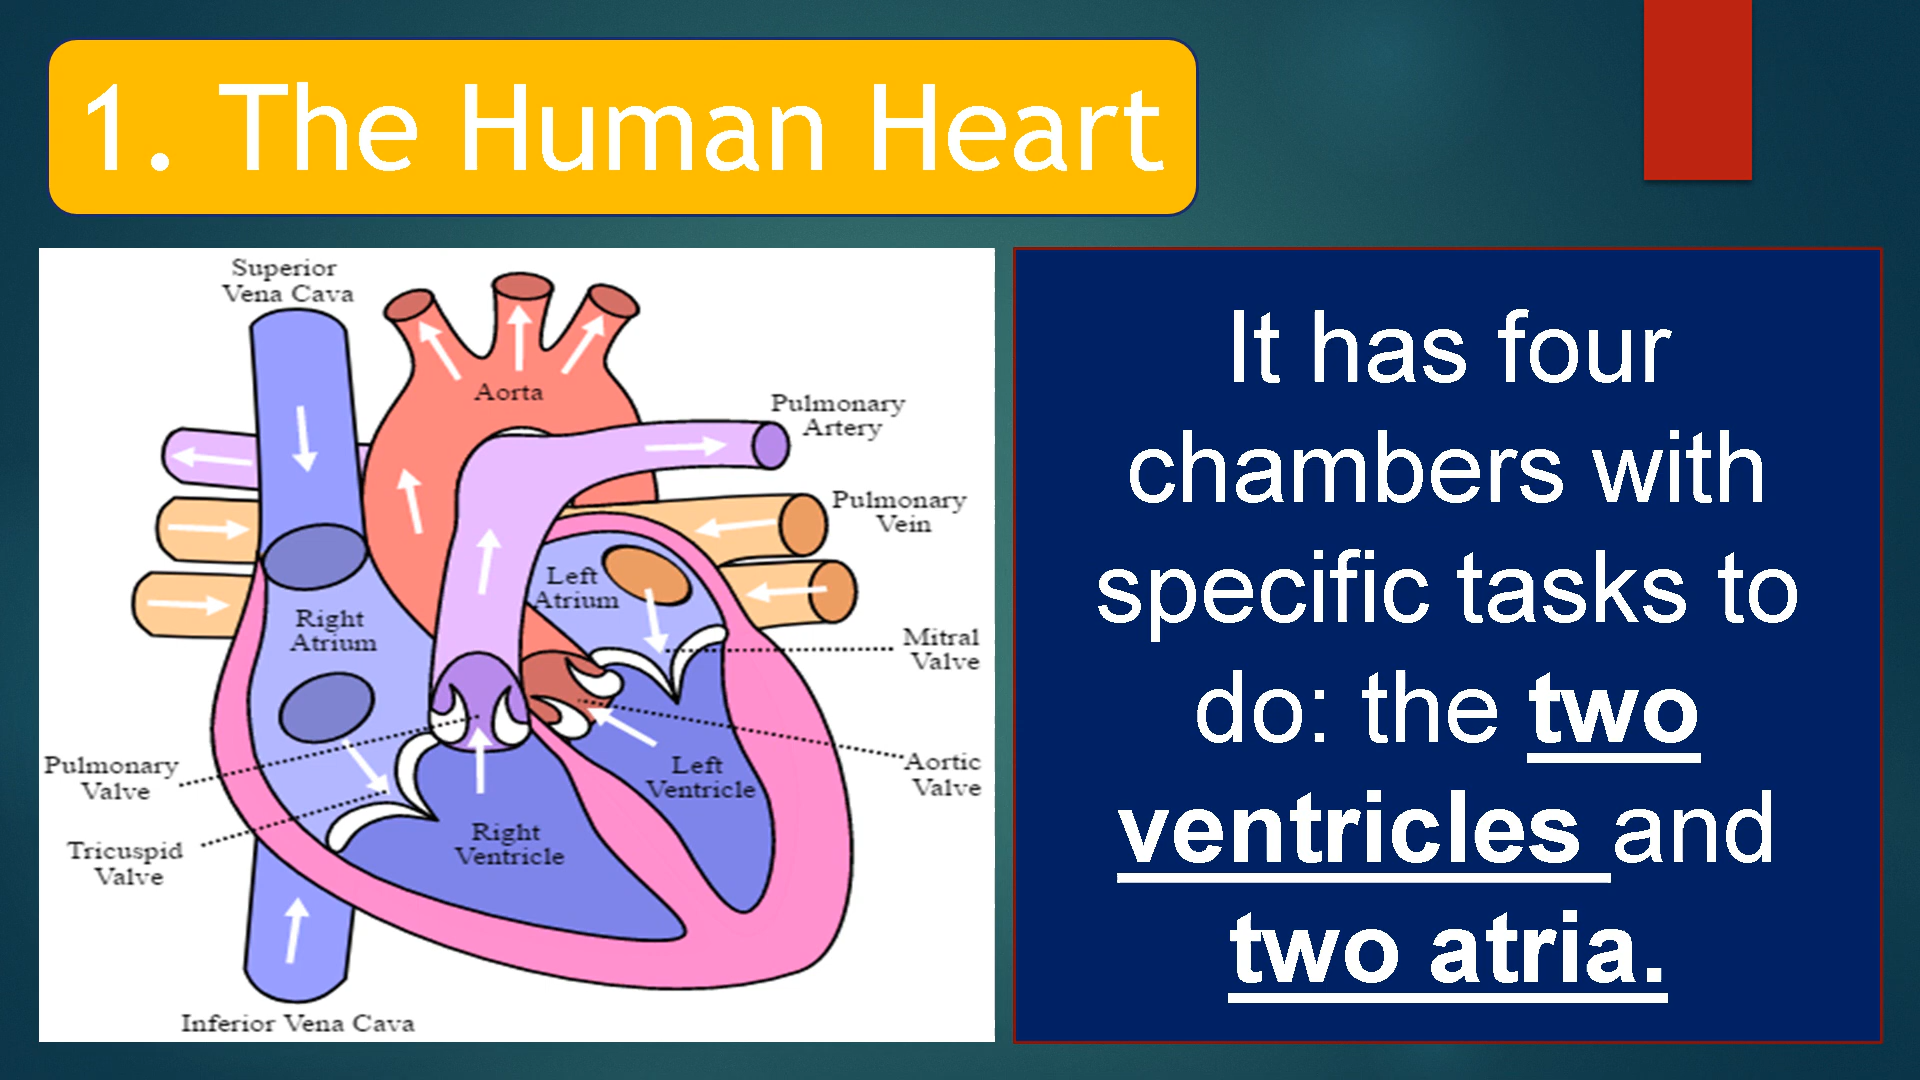 1. The Human Heart
Superior
Vena Cava
Aorta
Pulmonary
Artery
Pulmonary
Vein
Left
Atrium
Right
Atrium
Mitral
Valve
Pulmonary
Valve
Left
Ventricle
Aortic
Valve
Right
Ventricle
Tricuspid
Valve
Inferior Vena Cava
It has four
chambers with
specific tasks to
do: the two
ventricles and
two atria.